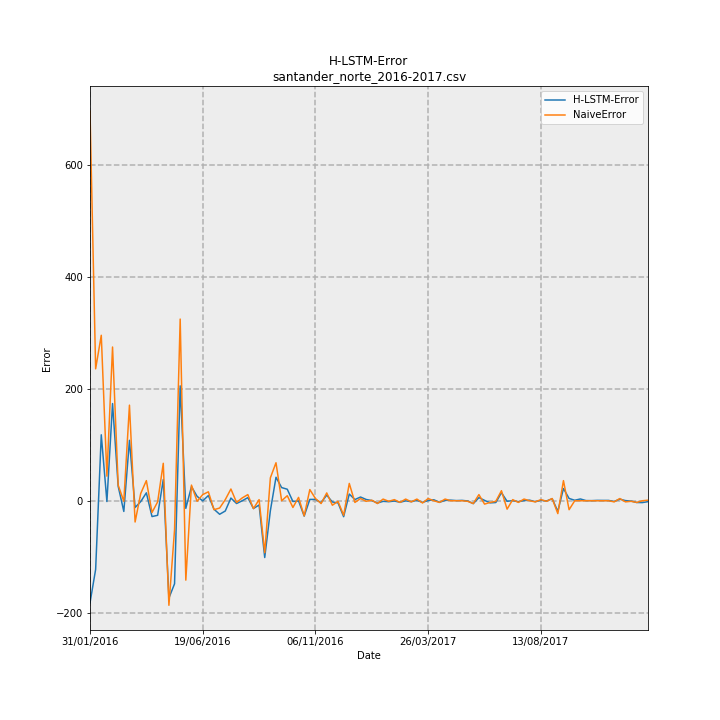 H-LSTM-Error
santander_norte_2016-2017.csv
H-LSTM-Error
NaiveError
600
400
200
0
−200
Error
31/01/2016
19/06/2016
06/11/2016
26/03/2017
13/08/2017
Date